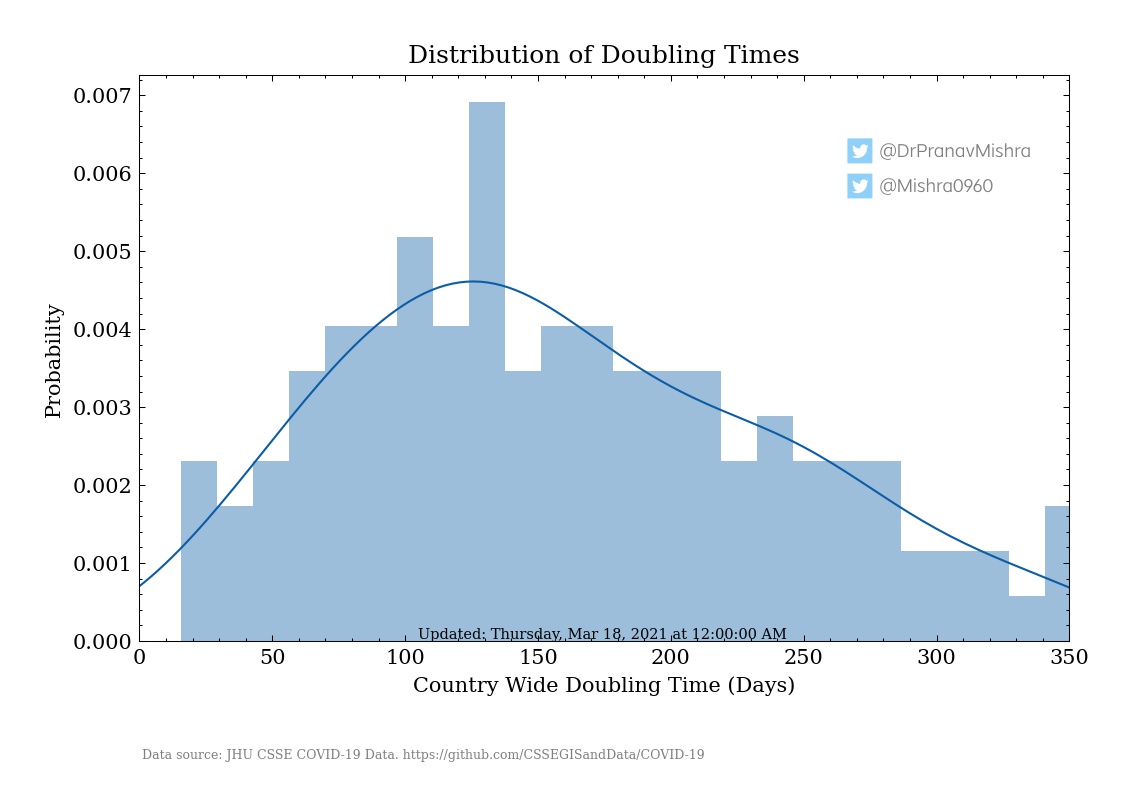 Distribution of Doubling Times
0.007
0.006
0.005
0.004
0.003
0.002
0.001
0.000
Probability
@DrPranavMishra
@Mishra0960
Updated: Thursday, Mar 18, 2021 at 12:00:00 AM
0 50 100 150 200 250 300 350
Country Wide Doubling Time (Days)
Data source: JHU CSSE COVID-19 Data. https://github.com/CSSEGISandData/COVID-19